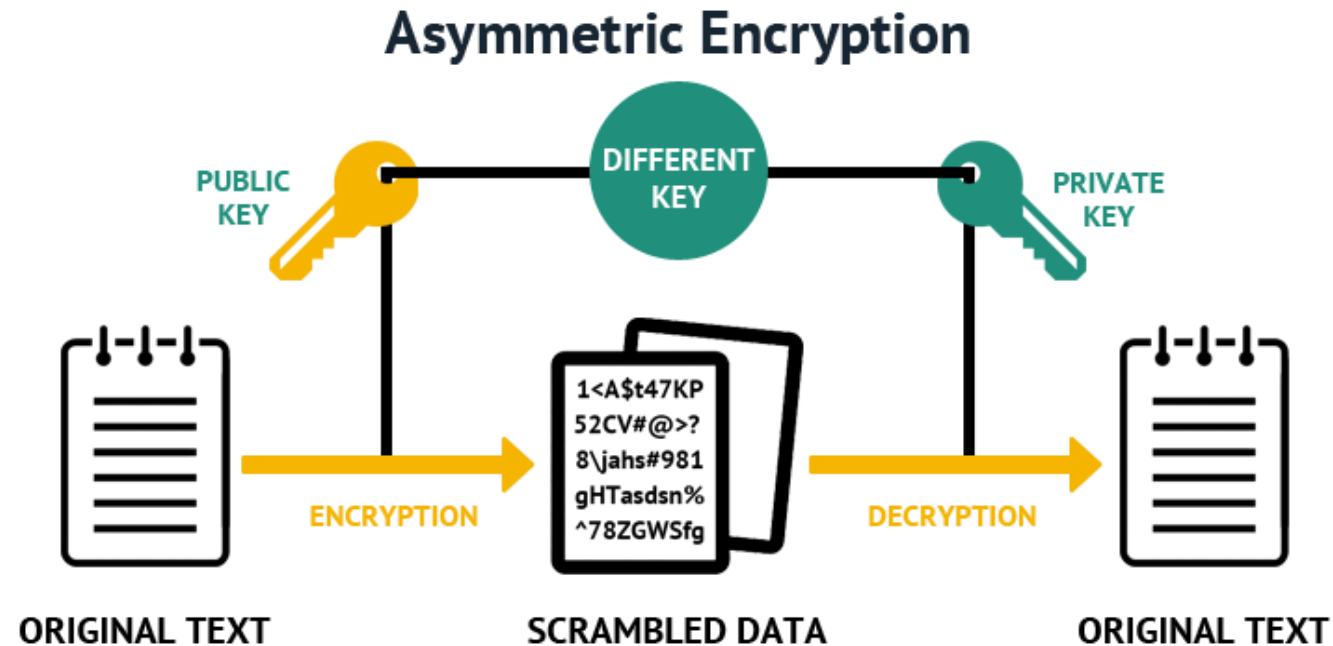 Asymmetric Encryption
PUBLIC
KEY
DIFFERENT
KEY
PRIVATE
KEY
1<A$t47KP
52CV#@>?
8\jahs#981
gHTasdsn%
^78ZGWSfg
ENCRYPTION
DECRYPTION
ORIGINAL TEXT
SCRAMBLED DATA
ORIGINAL TEXT